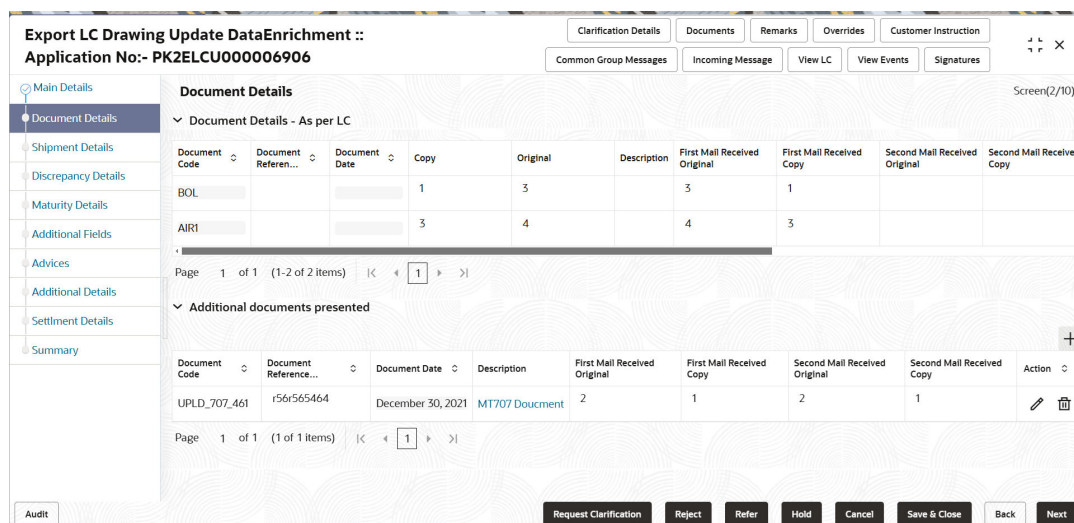 Export LC Drawing Update DataEnrichment ::
Application No:- PK2ELCU000006906
Clarification Details Documents Remarks Overrides Customer Instruction
Common Group Messages Incoming Message View LC View Events Signatures
Main Details
Document Details
Shipment Details
Discrepancy Details
Maturity Details
Additional Fields
Advices
Additional Details
Settlment Details
Summary
Document Details
Screen(2/10)
Document Details - As per LC
Document Code Document Referen... Document Date Copy Original Description First Mail Received Original First Mail Received Copy Second Mail Received Original Second Mail Receive Copy
BOL 1 3 3 1
AIR1 3 4 4 3
Page 1 of 1 (1-2 of 2 items) 1
Additional documents presented
Document Code Document Reference... Document Date Description First Mail Received Original First Mail Received Copy Second Mail Received Original Second Mail Received Copy Action
UPLD_707_461 r56r565464 December 30, 2021 MT707 Doucment 2 1 2 1
Page 1 of 1 (1 of 1 items) 1
Audit Request Clarification Reject Refer Hold Cancel Save & Close Back Next